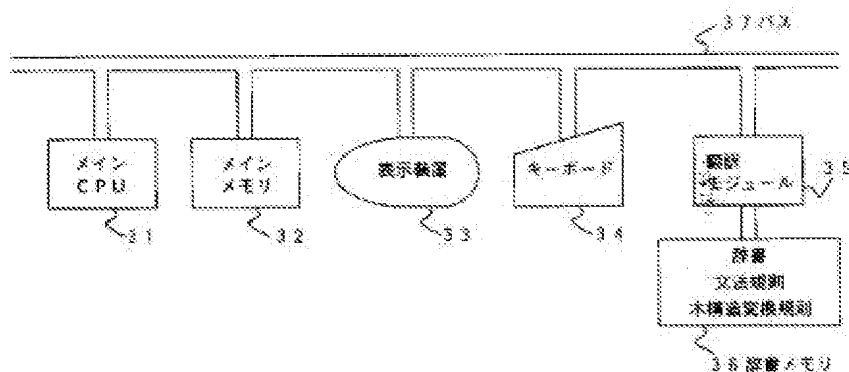 37バス
メイン
CPU
メイン
メモリ
表示装置
キーボード
翻訳
モジュール
35
31
32
33
34
辞書
文法規則
木構造変換規則
36 辞書メモリ